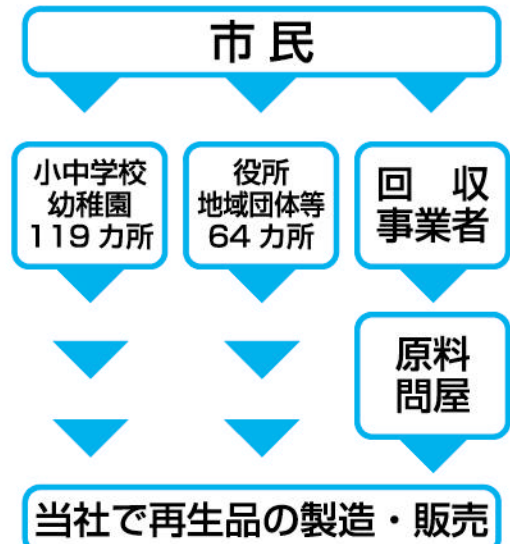 市民
小中学校
幼稚園
119カ所
役所
地域団体等
64カ所
回収
事業者
原料
問屋
当社で再生品の製造・販売